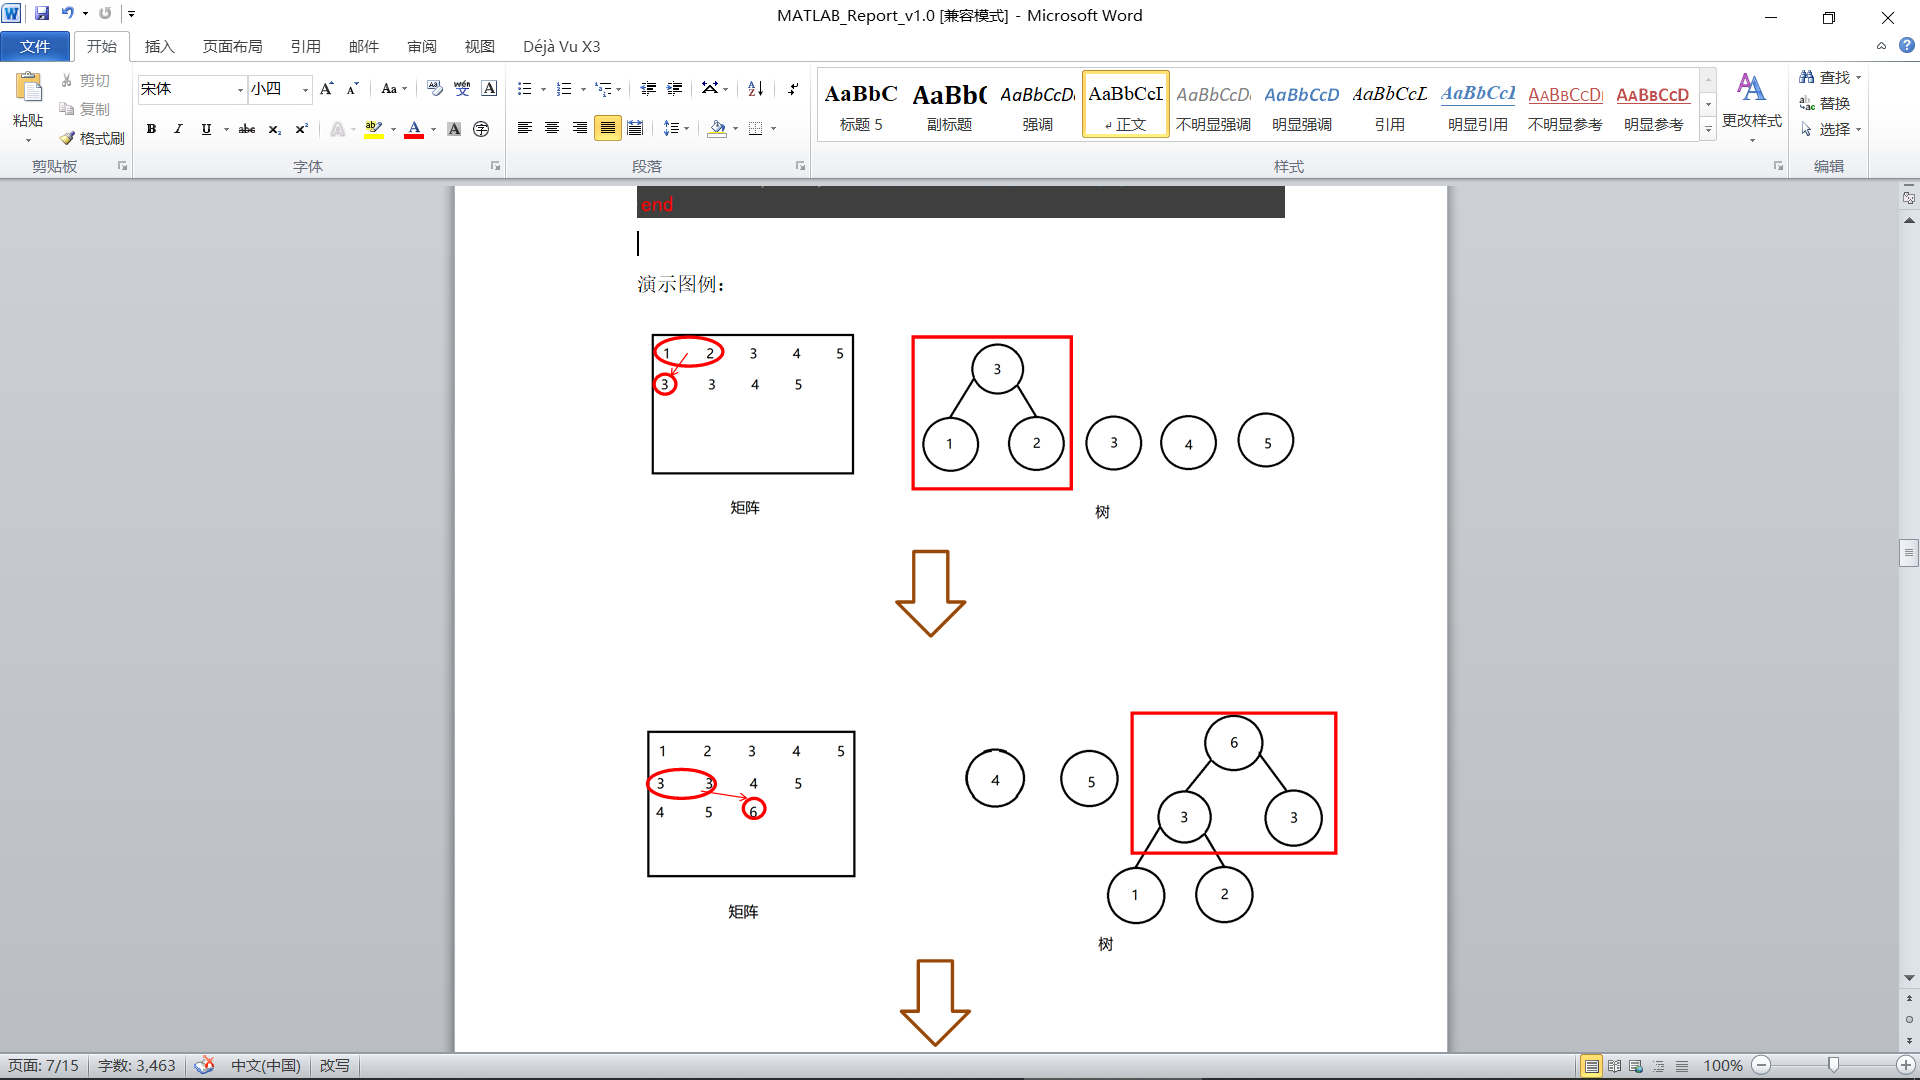 MATLAB_Report_v1.0 [兼容模式] - Microsoft Word
文件 开始 插入 页面布局 引用 邮件 审阅 视图 Déjà Vu X3
粘贴 剪切 复制 格式刷
宋体 小四
AaBbC AaBb( AaBbCcD AaBbCcI AaBbCcD AaBbCcD AaBbCcL AaBbCcI AaBbCcD AaBbCcD
标题 5 副标题 强调 ↲ 正文 不明显强调 明显强调 引用 明显引用 不明显参考 明显参考
更改样式
查找
替换
选择
剪贴板 字体 段落 样式 编辑
end
演示图例：
1 2 3 4 5
3 3 4 5
矩阵
3
1 2 3 4 5
树
1 2 3 4 5
3 3 4 5
4 5 6
矩阵
6
4 5
3 3
1 2
树
页面: 7/15 字数: 3,463 中文(中国) 改写 100%